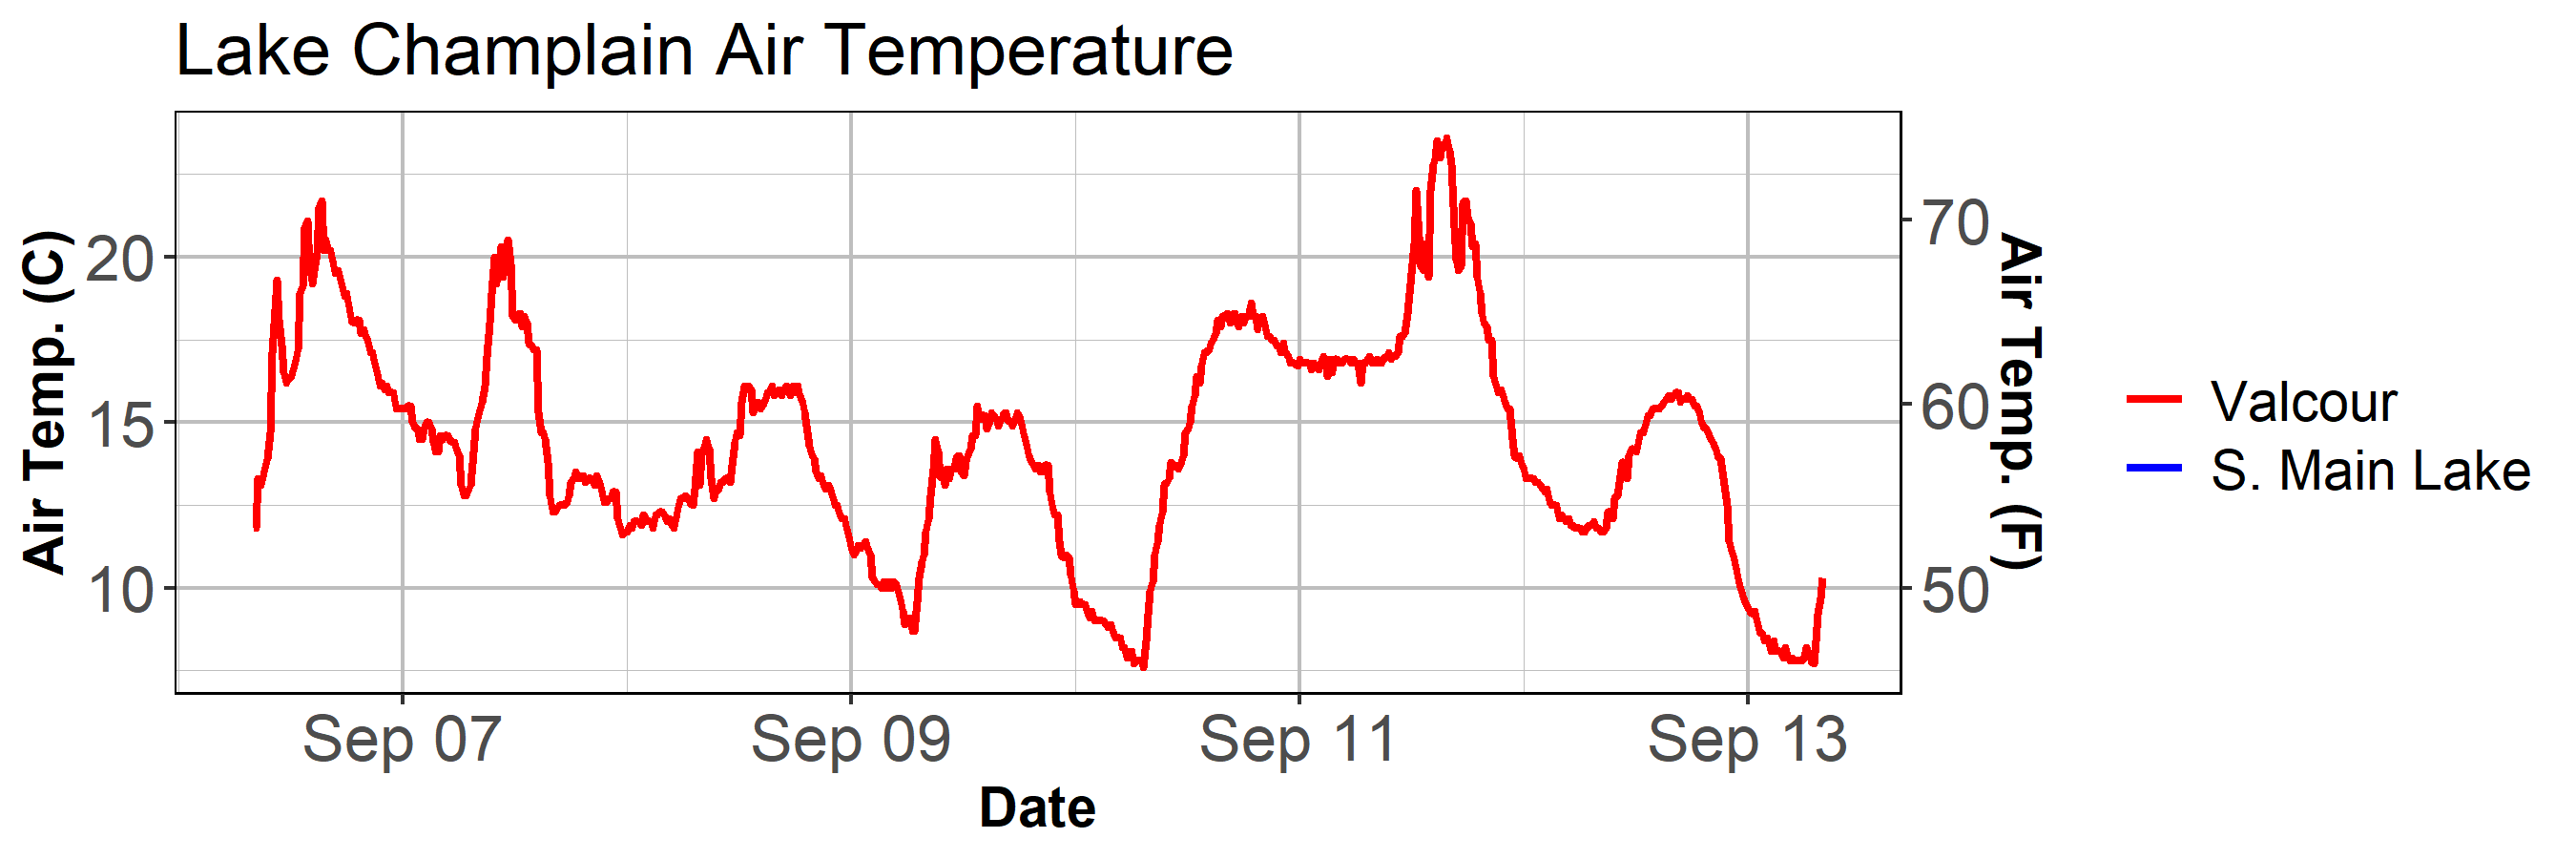 Lake Champlain Air Temperature
Air Temp. (C)
20
15
10
70
60
50
Air Temp. (F)
Sep 07
Sep 09
Sep 11
Sep 13
Date
Valcour
S. Main Lake